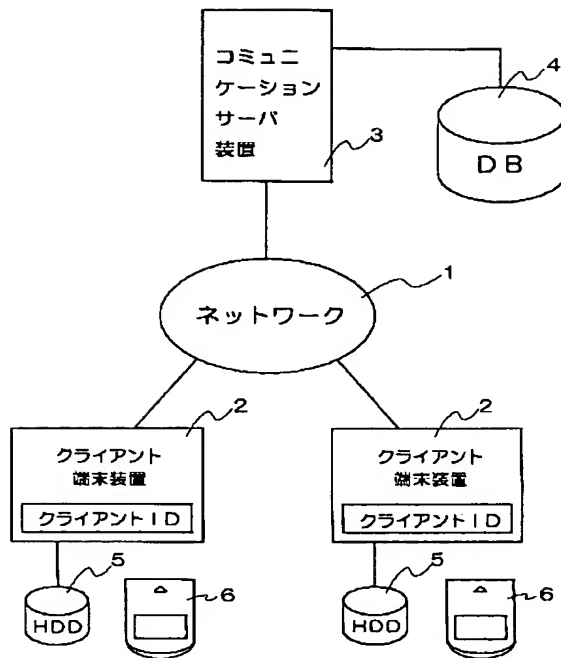 コミュニ
ケーション
サーバ
装置
3
4
DB
1
ネットワーク
2
クライアント
端末装置
クライアントID
5
HDD
6
2
クライアント
端末装置
クライアントID
5
HDD
6